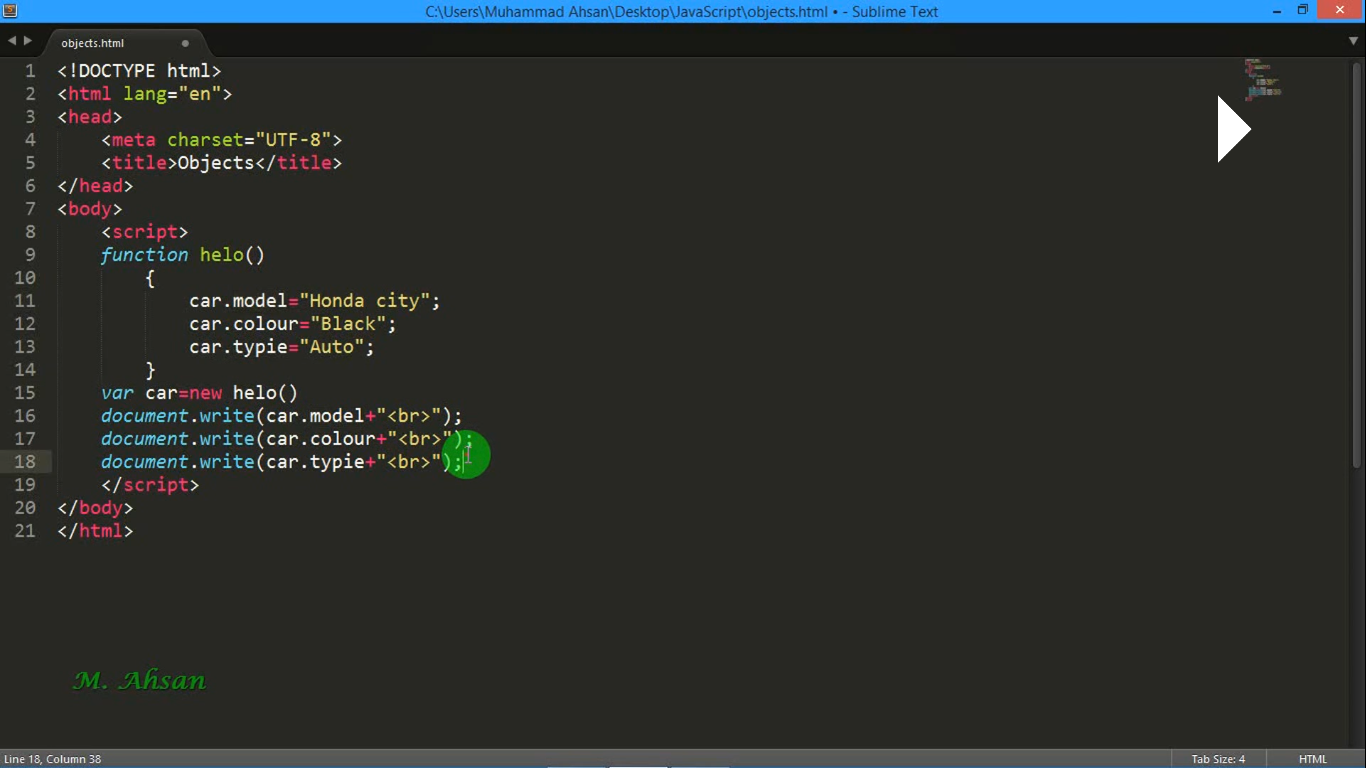 C:\Users\Muhammad Ahsan\Desktop\JavaScript\objects.html • - Sublime Text
objects.html
1 <!DOCTYPE html>
2 <html lang="en">
3 <head>
4     <meta charset="UTF-8">
5     <title>Objects</title>
6 </head>
7 <body>
8     <script>
9     function helo()
10         {
11             car.model="Honda city";
12             car.colour="Black";
13             car.typie="Auto";
14         }
15     var car=new helo()
16     document.write(car.model+"<br>");
17     document.write(car.colour+"<br>");
18     document.write(car.typie+"<br>");
19     </script>
20 </body>
21 </html>
M. Ahsan
Line 18, Column 38
Tab Size: 4
HTML